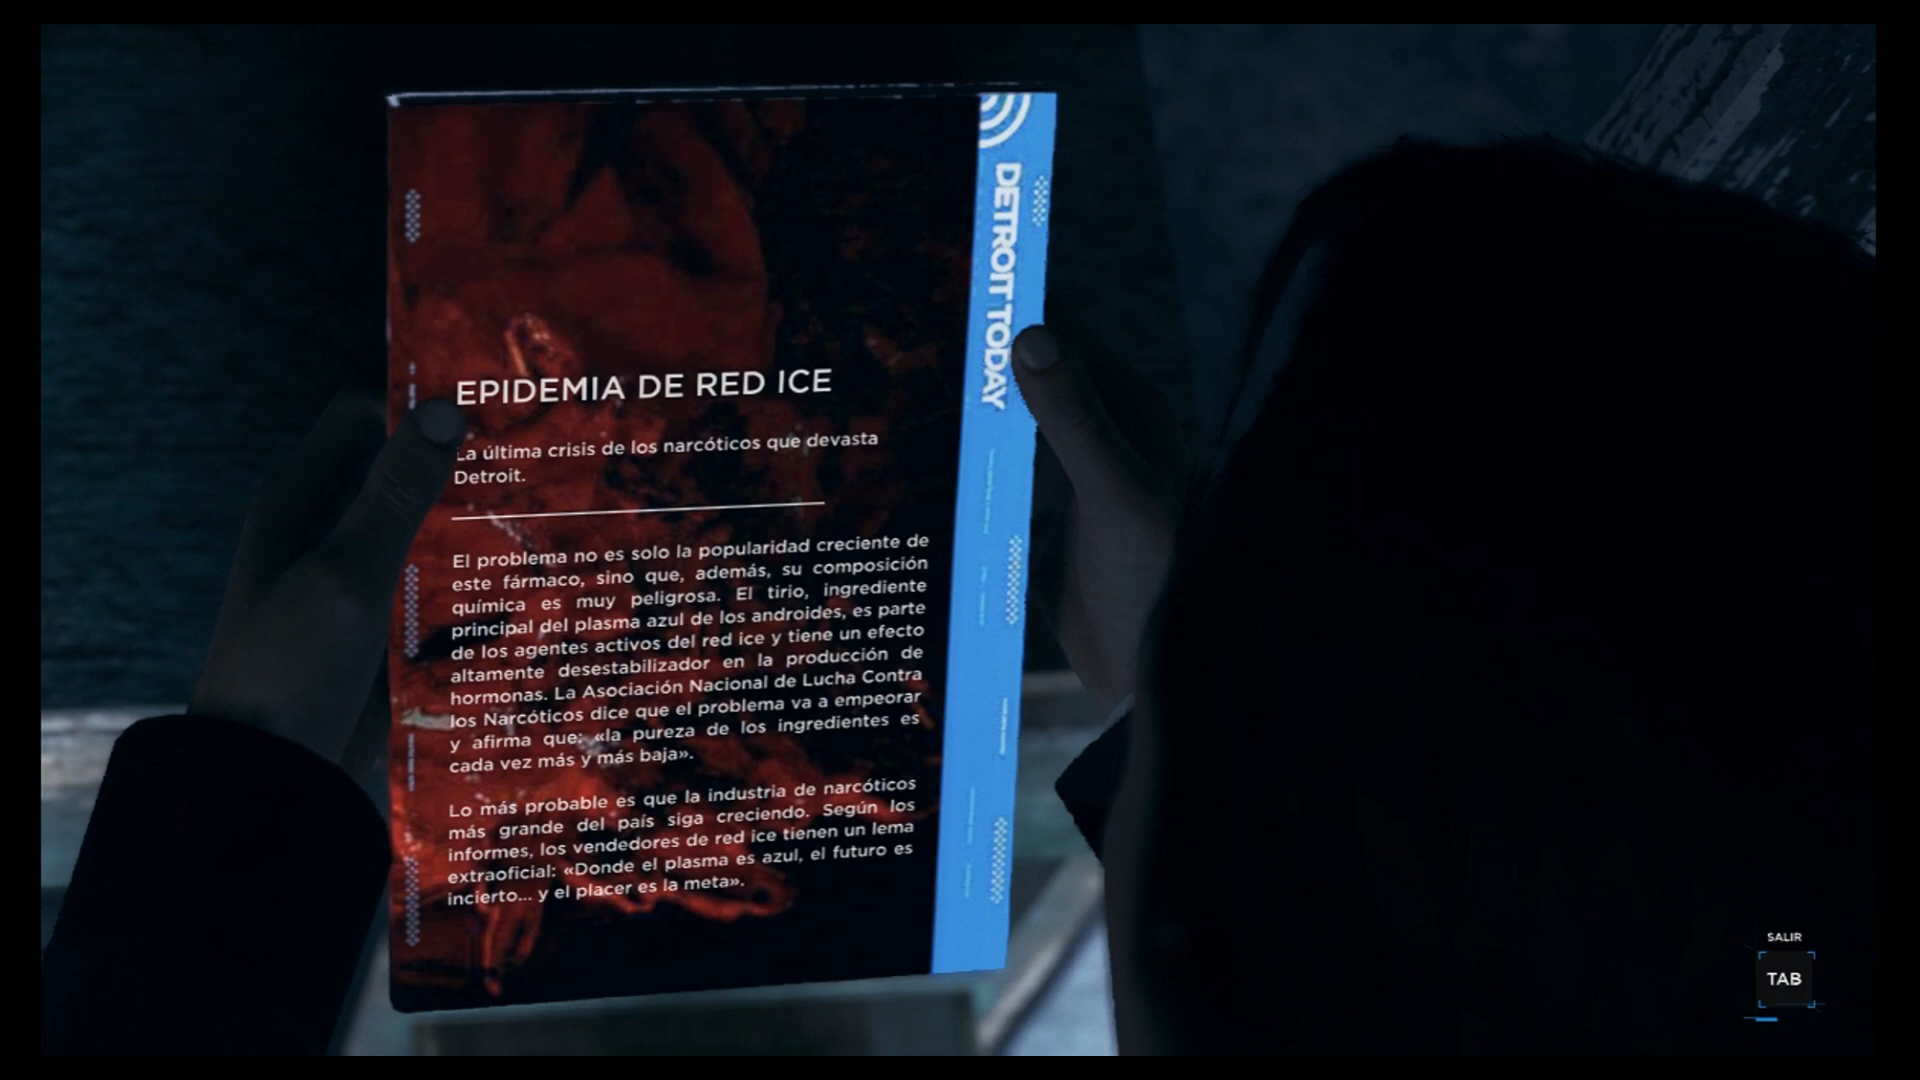 DETROIT TODAY
EPIDEMIA DE RED ICE
La última crisis de los narcóticos que devasta
Detroit.
El problema no es solo la popularidad creciente de
este fármaco, sino que, además, su composición
química es muy peligrosa. El tirio, ingrediente
principal del plasma azul de los androides, es parte
de los agentes activos del red ice y tiene un efecto
altamente desestabilizador en la producción de
hormonas. La Asociación Nacional de Lucha Contra
los Narcóticos dice que el problema va a empeorar
y afirma que: «la pureza de los ingredientes es
cada vez más y más baja».
Lo más probable es que la industria de narcóticos
más grande del país siga creciendo. Según los
informes, los vendedores de red ice tienen un lema
extraoficial: «Donde el plasma es azul, el futuro es
incierto... y el placer es la meta».
SALIR
TAB